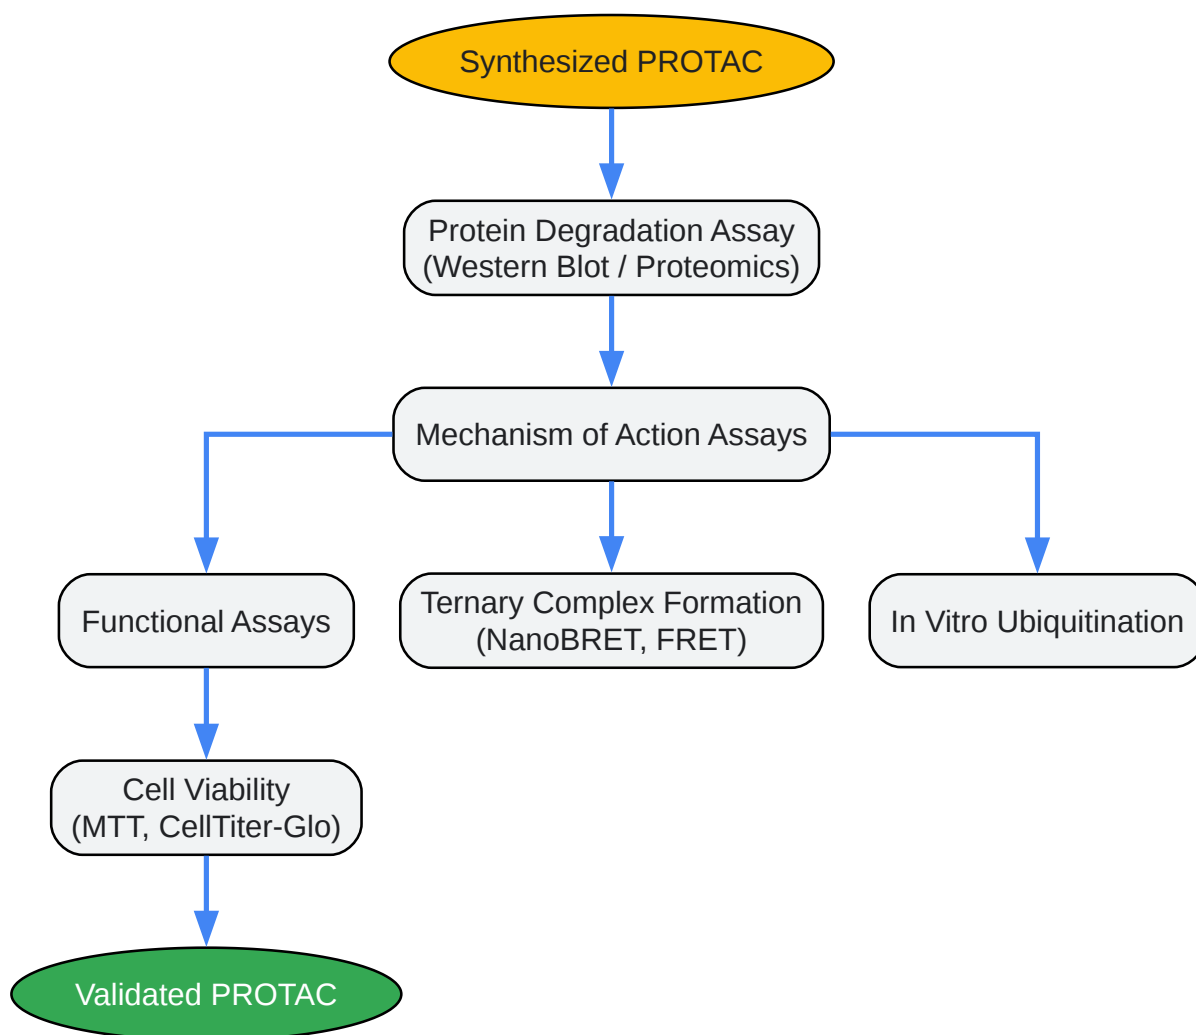 Synthesized PROTAC
Protein Degradation Assay
(Western Blot / Proteomics)
Mechanism of Action Assays
Functional Assays
Ternary Complex Formation
(NanoBRET, FRET)
In Vitro Ubiquitination
Cell Viability
(MTT, CellTiter-Glo)
Validated PROTAC